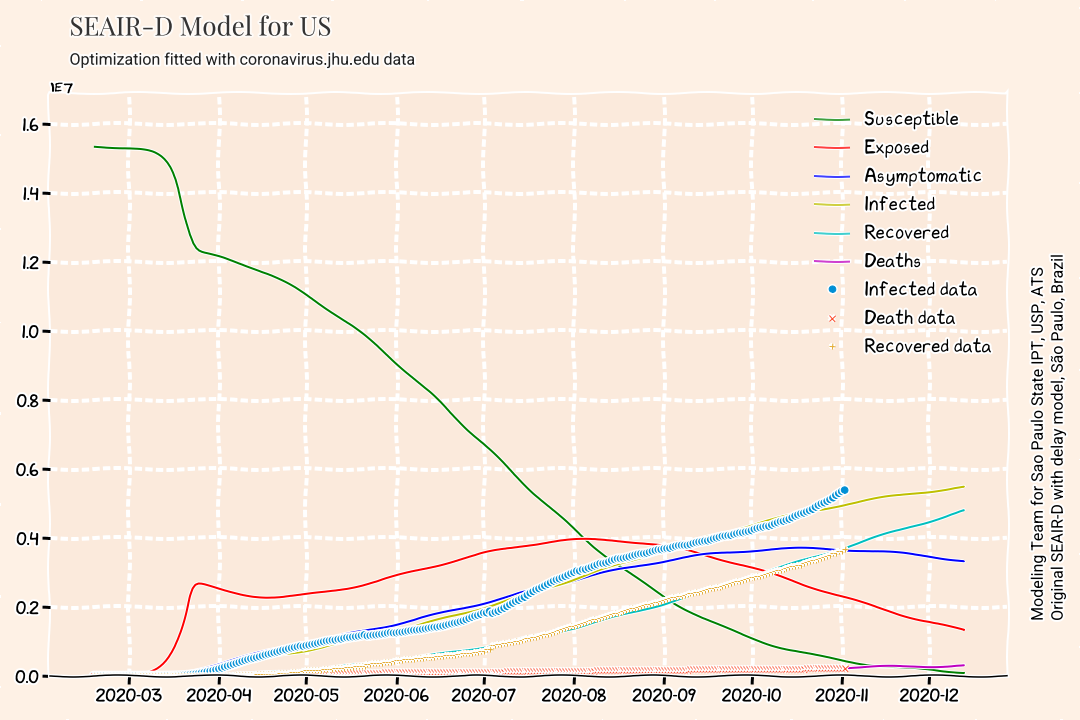 SEAIR-D Model for US
Optimization fitted with coronavirus.jhu.edu data
1E7
1.6
1.4
1.2
1.0
0.8
0.6
0.4
0.2
0.0
2020-03
2020-04
2020-05
2020-06
2020-07
2020-08
2020-09
2020-10
2020-11
2020-12
Susceptible
Exposed
Asymptomatic
Infected
Recovered
Deaths
Infected data
Death data
Recovered data
Modeling Team for Sao Paulo State IPT, USP, ATS
Original SEAIR-D with delay model, São Paulo, Brazil